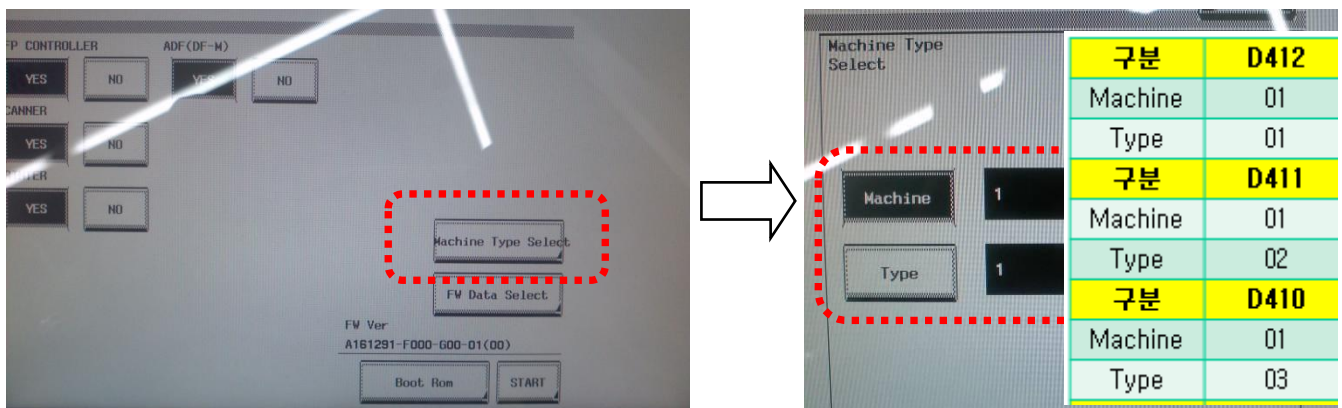 FP CONTROLLER
ADF(DF-M)
YES
NO
YES
NO
CANNER
YES
NO
YES
NO
Machine Type Select
FW Data Select
FW Ver
A161291-F000-G00-01(00)
Boot Rom
START
Machine Type
Select
Machine
1
Type
1
구분 D412
Machine 01
Type 01
구분 D411
Machine 01
Type 02
구분 D410
Machine 01
Type 03